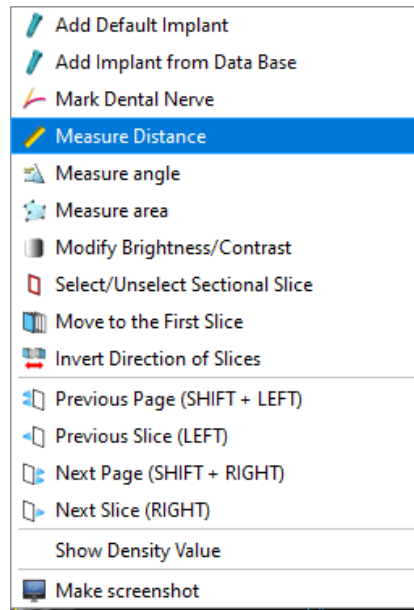 Add Default Implant
Add Implant from Data Base
Mark Dental Nerve
Measure Distance
Measure angle
Measure area
Modify Brightness/Contrast
Select/Unselect Sectional Slice
Move to the First Slice
Invert Direction of Slices
Previous Page (SHIFT + LEFT)
Previous Slice (LEFT)
Next Page (SHIFT + RIGHT)
Next Slice (RIGHT)
Show Density Value
Make screenshot